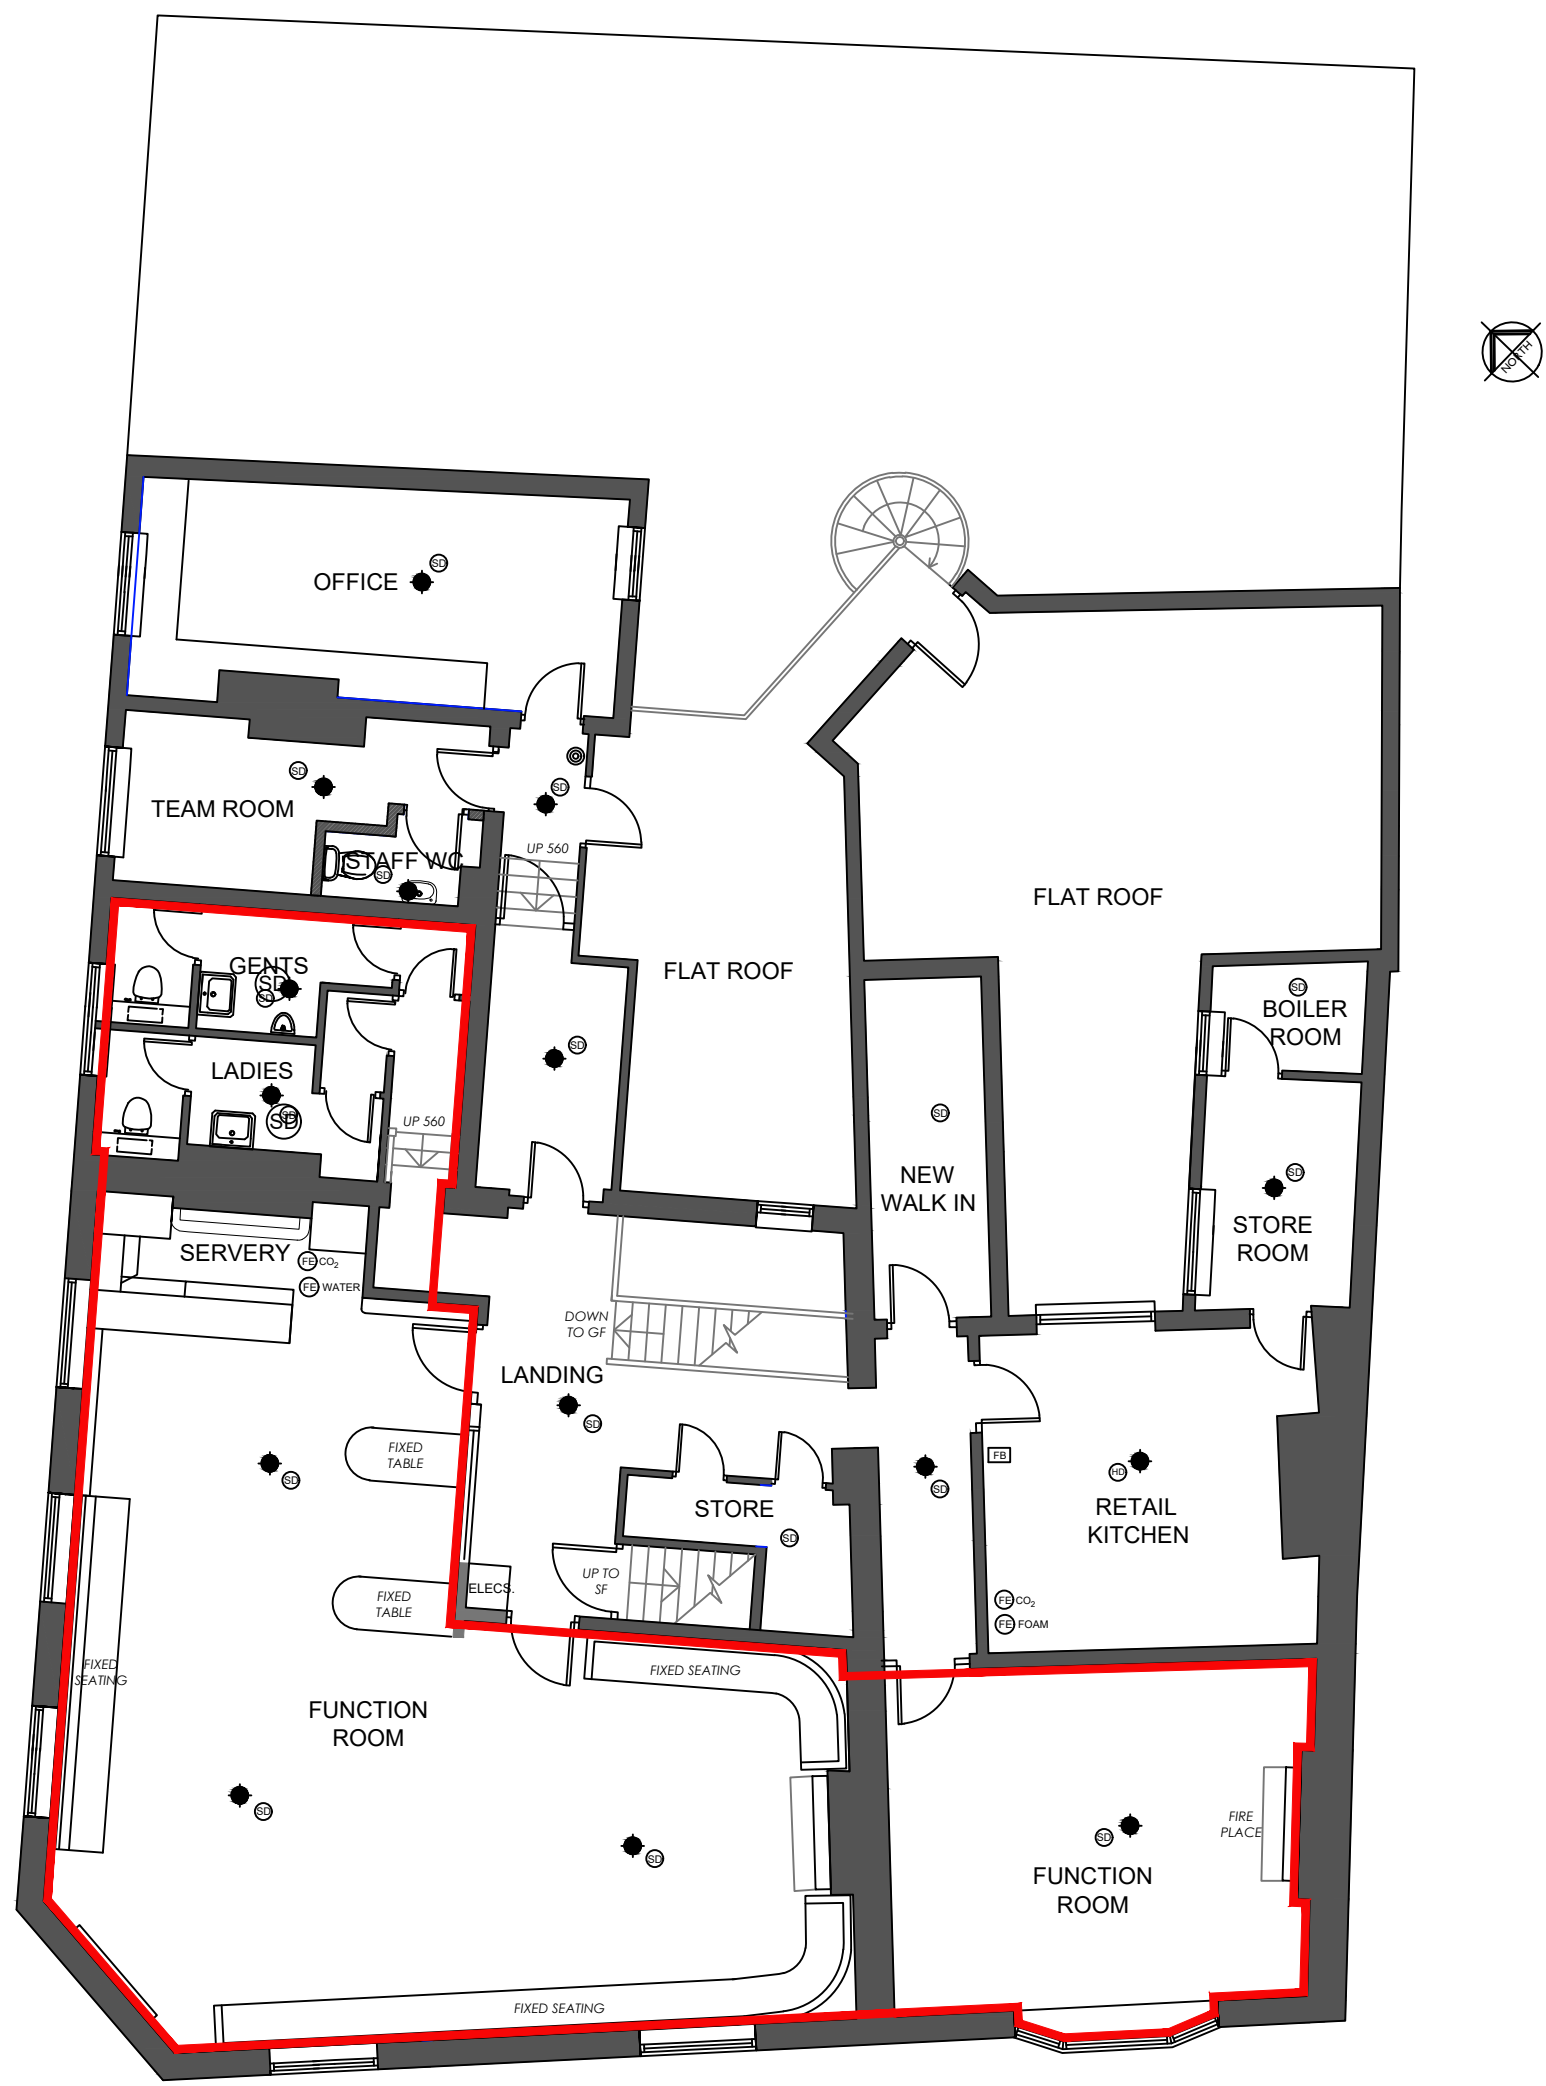 NORTH
SD
OFFICE
SD
TEAM ROOM
SD
UP 560
STAFF WC
SD
FLAT ROOF
FLAT ROOF
GENTS
SD
SD
SD
SD
BOILER
ROOM
LADIES
SD
SD
UP 560
SD
NEW
WALK IN
SD
STORE
ROOM
SERVERY
FE CO2
FE WATER
DOWN
TO GF
LANDING
SD
FIXED
TABLE
SD
FB
HD
SD
RETAIL
KITCHEN
STORE
SD
UP TO
SF
ELECS.
FIXED
TABLE
FE CO2
FE FOAM
FIXED
SEATING
FIXED SEATING
FUNCTION
ROOM
SD
SD
SD
FIRE
PLACE
FUNCTION
ROOM
FIXED SEATING